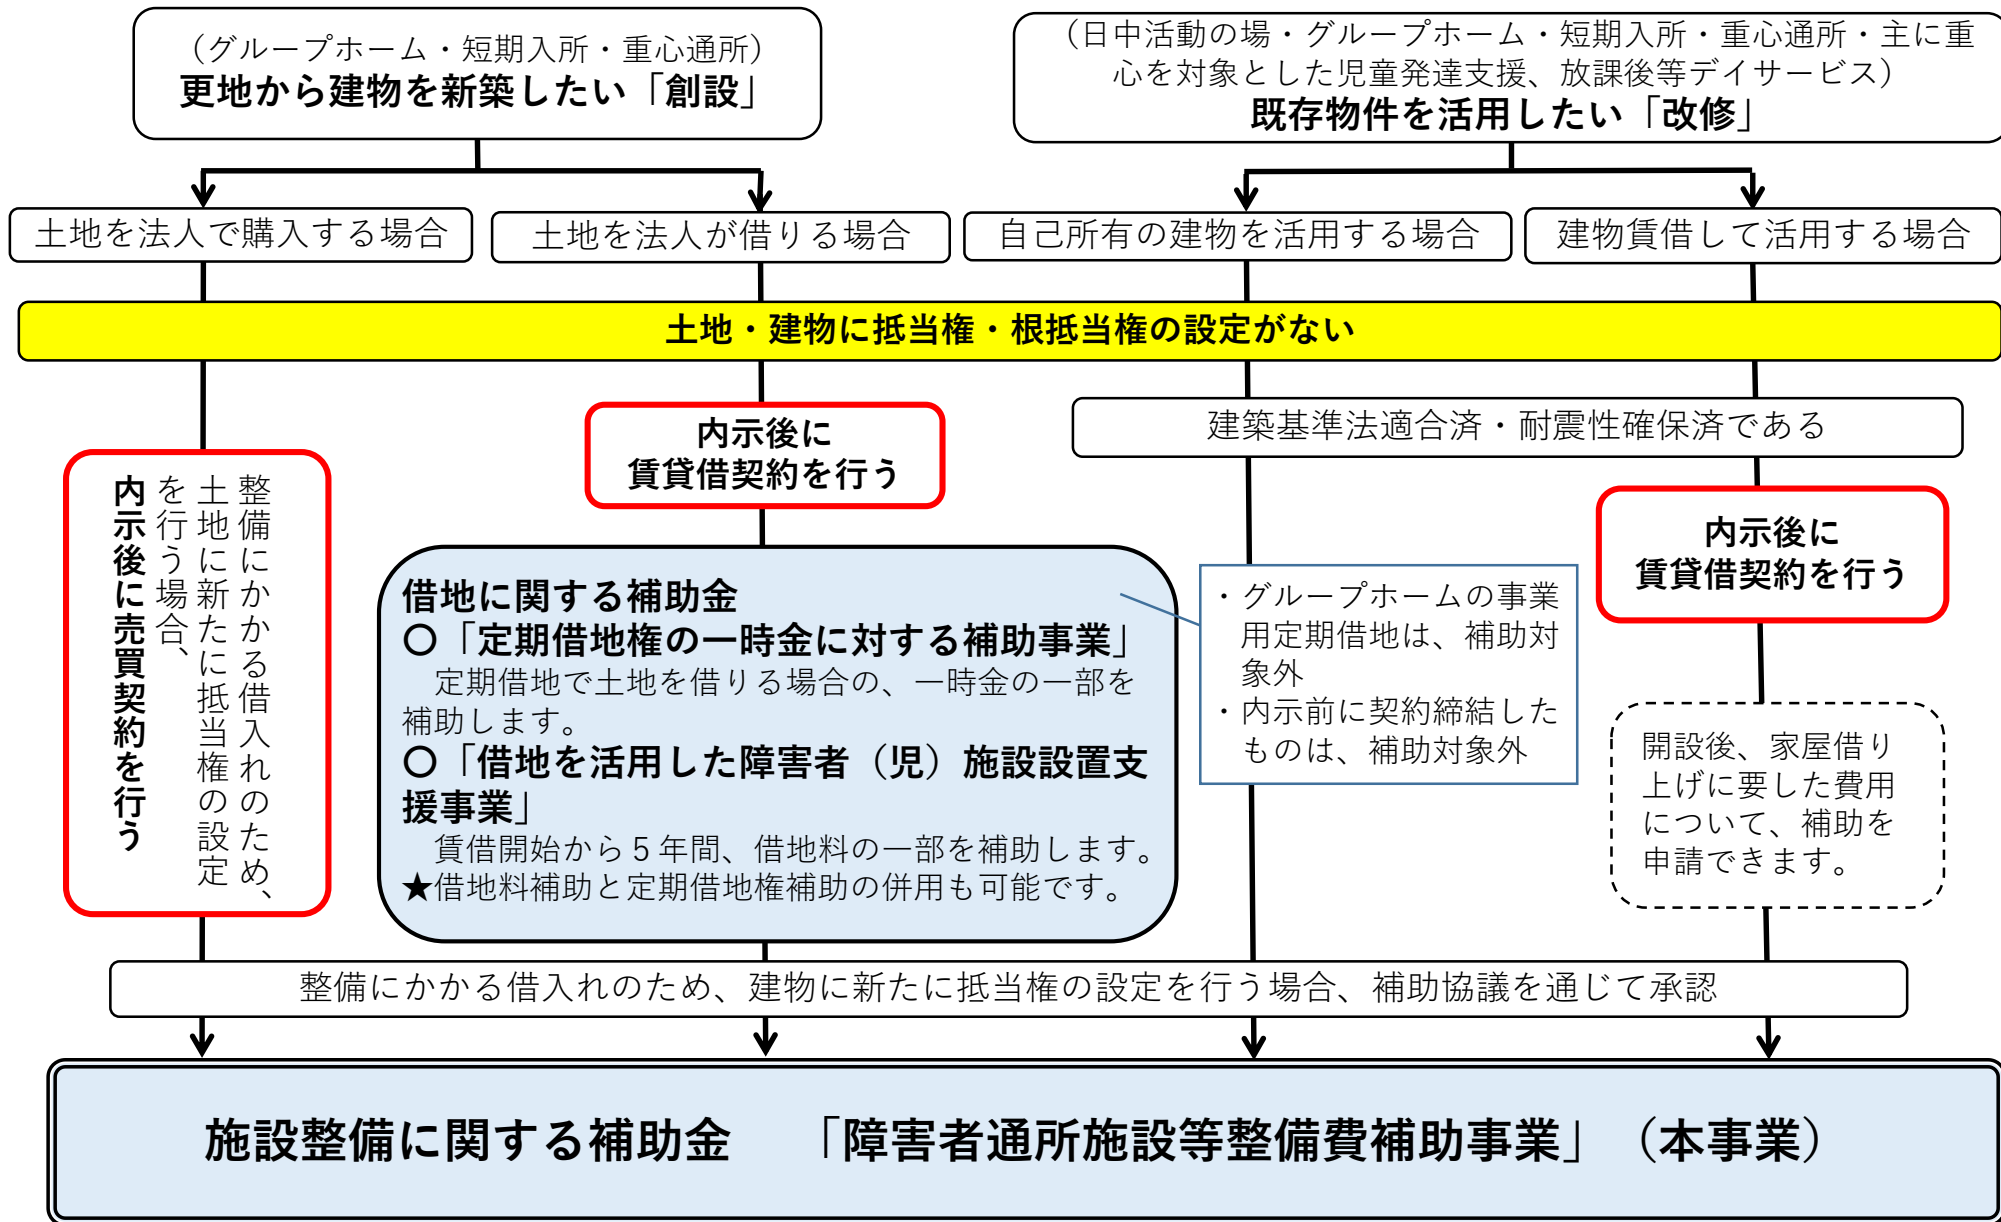 （グループホーム・短期入所・重心通所）
更地から建物を新築したい「創設」
（日中活動の場・グループホーム・短期入所・重心通所・主に重
心を対象とした児童発達支援、放課後等デイサービス）
既存物件を活用したい「改修」
土地を法人で購入する場合
土地を法人が借りる場合
自己所有の建物を活用する場合
建物賃借して活用する場合
土地・建物に抵当権・根抵当権の設定がない
整備にかかる借入れのため、
土地に新たに抵当権の設定
を行う場合、
内示後に売買契約を行う
内示後に
賃貸借契約を行う
借地に関する補助金
〇「定期借地権の一時金に対する補助事業」
定期借地で土地を借りる場合の、一時金の一部を
補助します。
〇「借地を活用した障害者（児）施設設置支
援事業」
賃借開始から５年間、借地料の一部を補助します。
★借地料補助と定期借地権補助の併用も可能です。
建築基準法適合済・耐震性確保済である
・グループホームの事業
用定期借地は、補助対
象外
・内示前に契約締結した
ものは、補助対象外
内示後に
賃貸借契約を行う
開設後、家屋借り
上げに要した費用
について、補助を
申請できます。
整備にかかる借入れのため、建物に新たに抵当権の設定を行う場合、補助協議を通じて承認
施設整備に関する補助金　「障害者通所施設等整備費補助事業」（本事業）